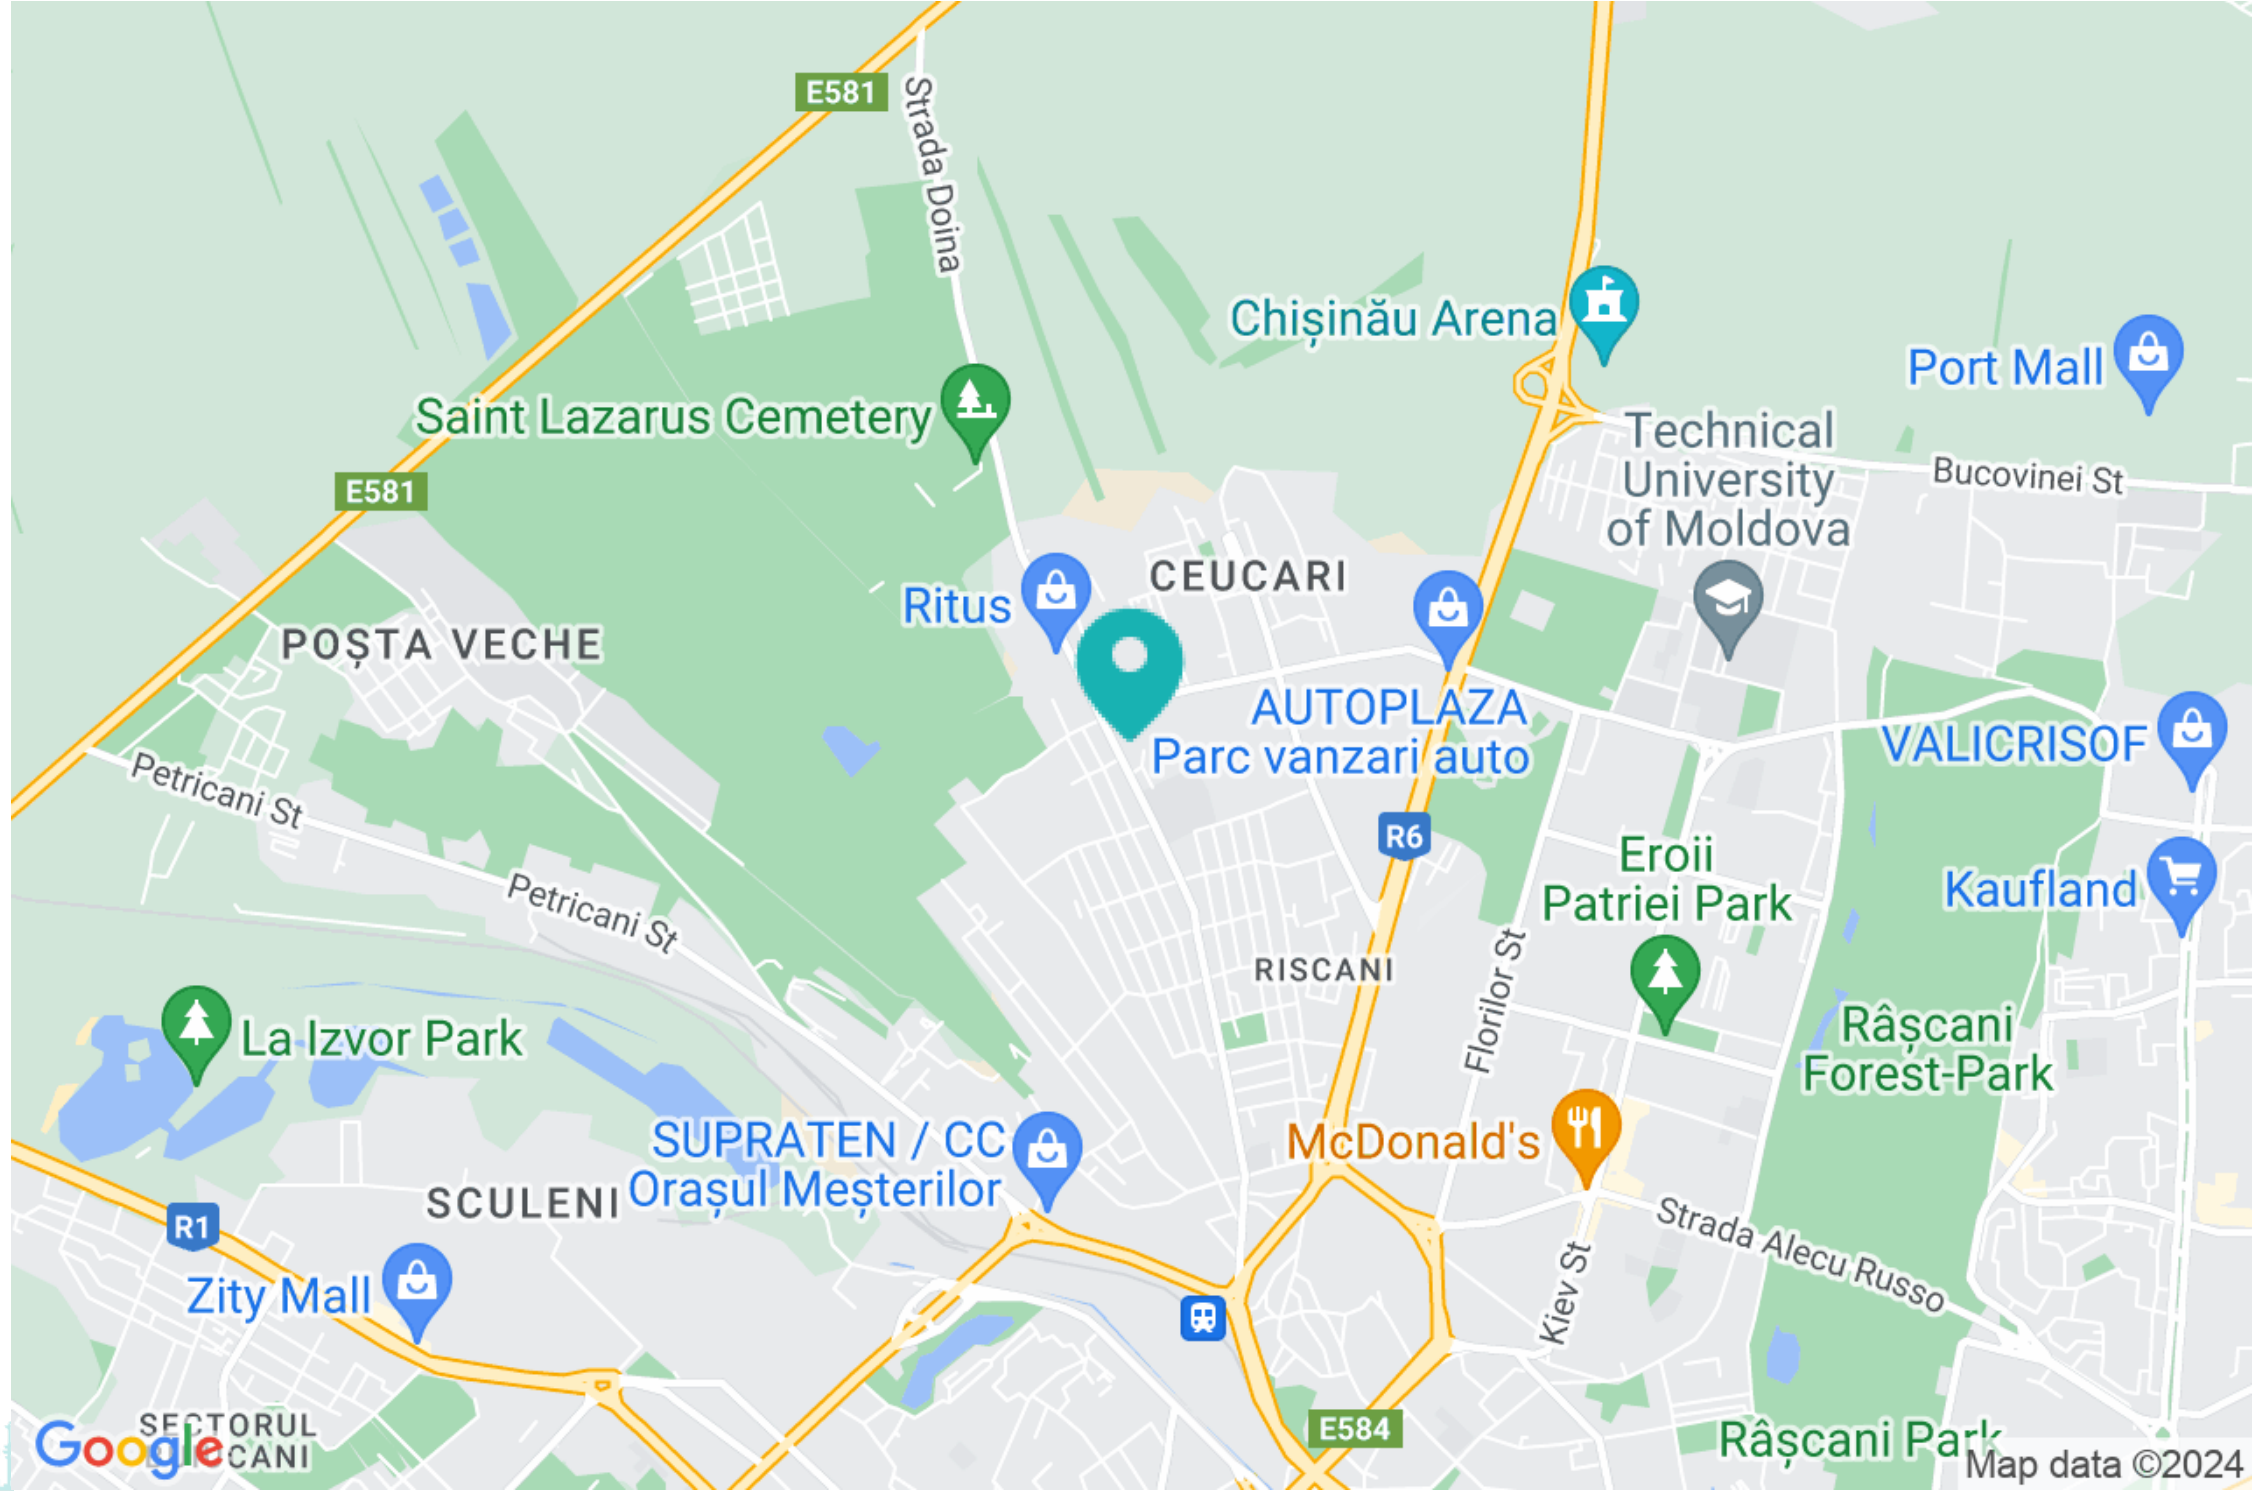 E581
Strada Doina
Chișinău Arena
Port Mall
Saint Lazarus Cemetery
Technical
University
of Moldova
Bucovinei St
E581
CEUCARI
Ritus
POȘTA VECHE
AUTOPLAZA
Parc vanzari auto
VALICRISOF
Petricani St
R6
Eroii
Patriei Park
Kaufland
Petricani St
RISCANI
Florilor St
La Izvor Park
Râșcani
Forest-Park
SUPRATEN / CC
Orașul Meșterilor
McDonald's
SCULENI
R1
Strada Alecu Russo
Zity Mall
Kiev St
E584
SECTORUL
Google
Râșcani Park
Map data ©2024